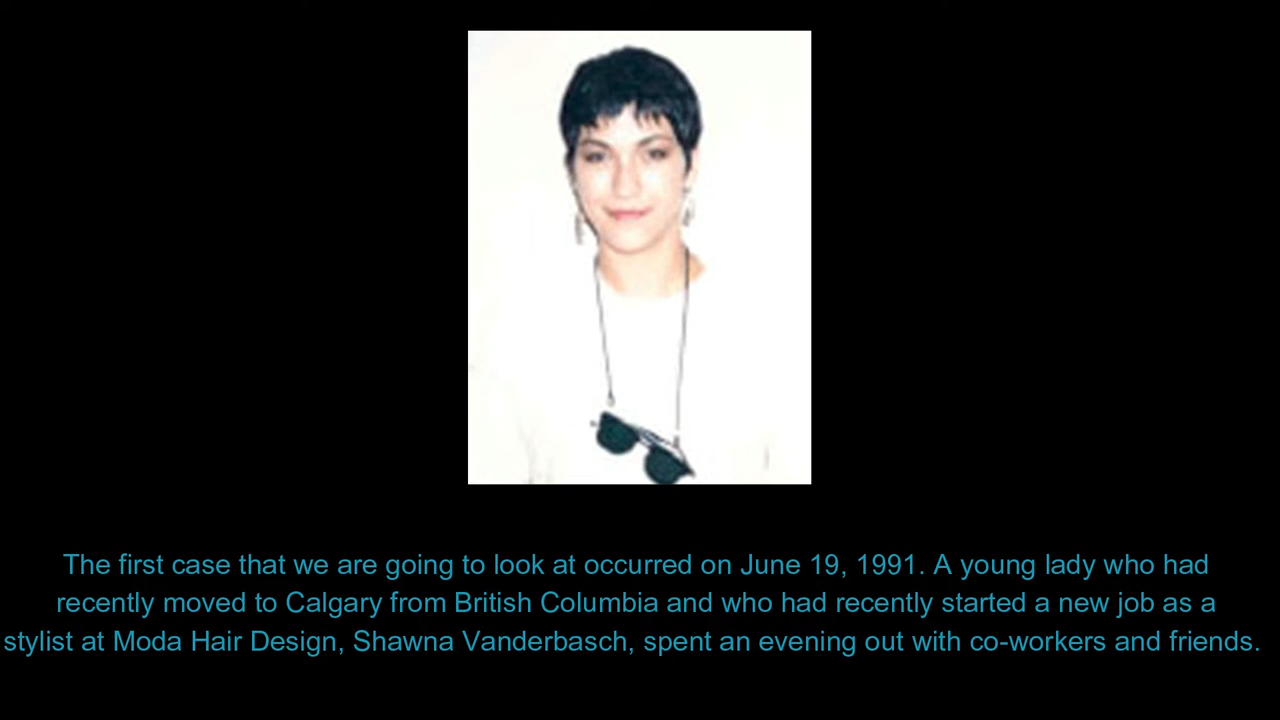 The first case that we are going to look at occurred on June 19, 1991. A young lady who had
recently moved to Calgary from British Columbia and who had recently started a new job as a
stylist at Moda Hair Design, Shawna Vanderbasch, spent an evening out with co-workers and friends.